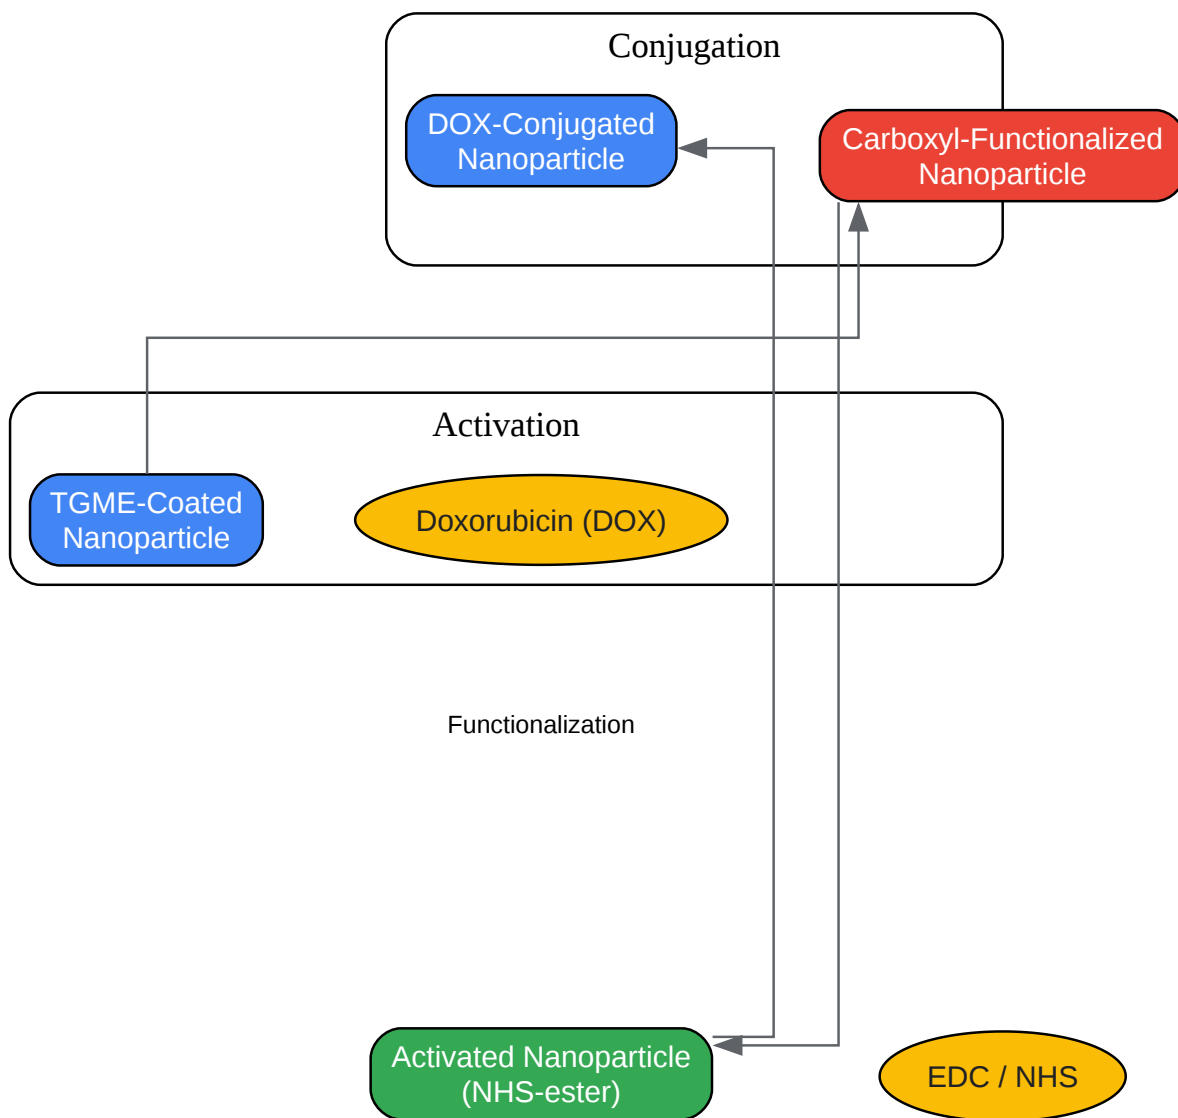 Conjugation
DOX-Conjugated
Nanoparticle
Carboxyl-Functionalized
Nanoparticle
Activation
TGME-Coated
Nanoparticle
Doxorubicin (DOX)
Functionalization
Activated Nanoparticle
(NHS-ester)
EDC / NHS